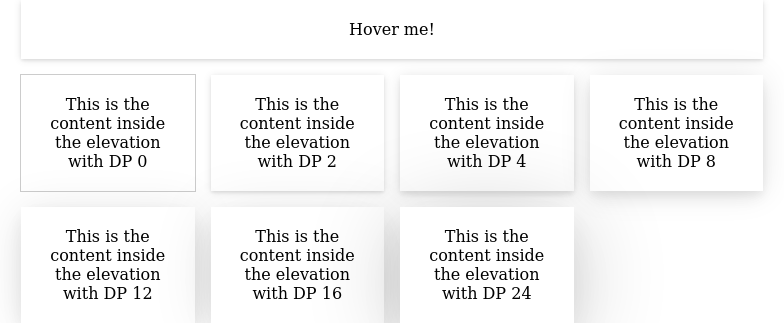 Hover me!
This is the
content inside
the elevation
with DP 0
This is the
content inside
the elevation
with DP 2
This is the
content inside
the elevation
with DP 4
This is the
content inside
the elevation
with DP 8
This is the
content inside
the elevation
with DP 12
This is the
content inside
the elevation
with DP 16
This is the
content inside
the elevation
with DP 24